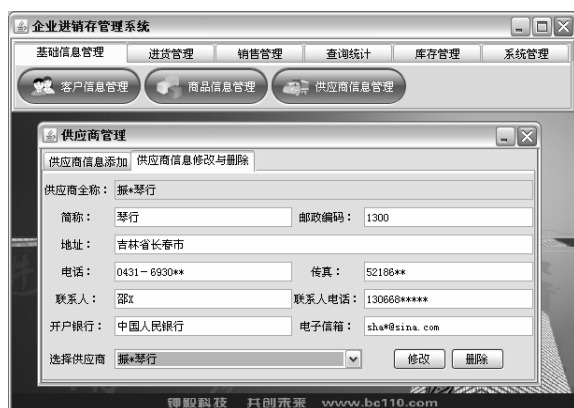 企业进销存管理系统
基础信息管理 进货管理 销售管理 查询统计 库存管理 系统管理
客户信息管理 商品信息管理 供应商信息管理
供应商管理
供应商信息添加 供应商信息修改与删除
供应商全称： 振*琴行
简称： 琴行 邮政编码： 1300
地址： 吉林省长春市
电话： 0431-6930** 传真： 52186**
联系人： 邵X 联系人电话： 130668*****
开户银行： 中国人民银行 电子信箱： sha*@sina.com
选择供应商 振*琴行 修改 删除
科技 共创未来 www.bc110.com